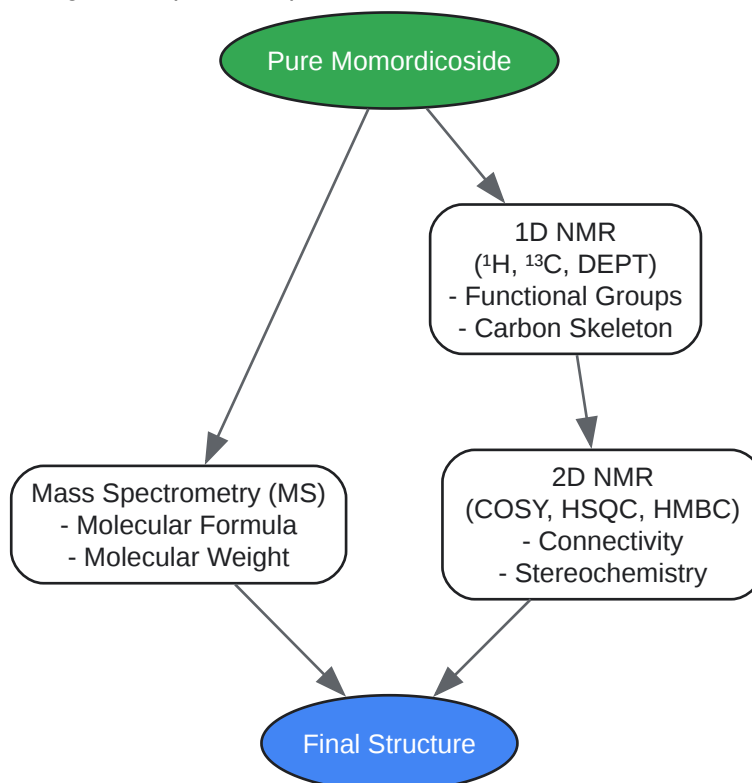 Pure Momordicoside
1D NMR
(¹H, ¹³C, DEPT)
- Functional Groups
- Carbon Skeleton
Mass Spectrometry (MS)
- Molecular Formula
- Molecular Weight
2D NMR
(COSY, HSQC, HMBC)
- Connectivity
- Stereochemistry
Final Structure